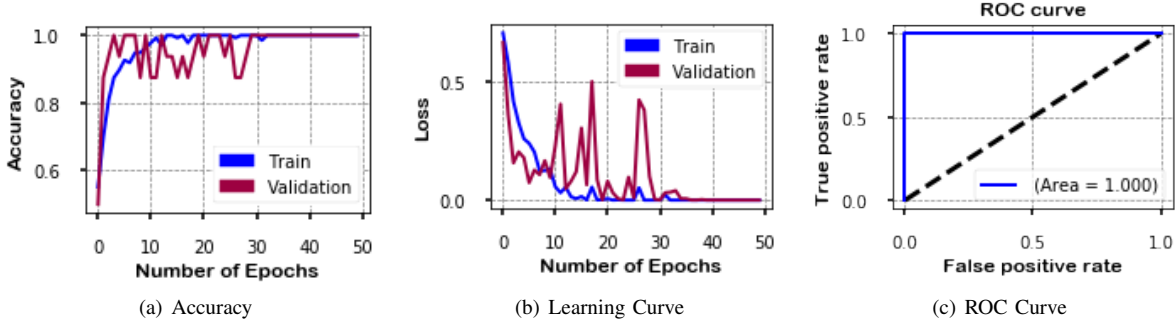 1.0
0.8
0.6
Accuracy
Train
Validation
0 10 20 30 40 50
Number of Epochs
(a) Accuracy
0.5
0.0
Loss
Train
Validation
0 10 20 30 40 50
Number of Epochs
(b) Learning Curve
ROC curve
1.0
0.5
0.0
True positive rate
(Area = 1.000)
0.0 0.5 1.0
False positive rate
(c) ROC Curve